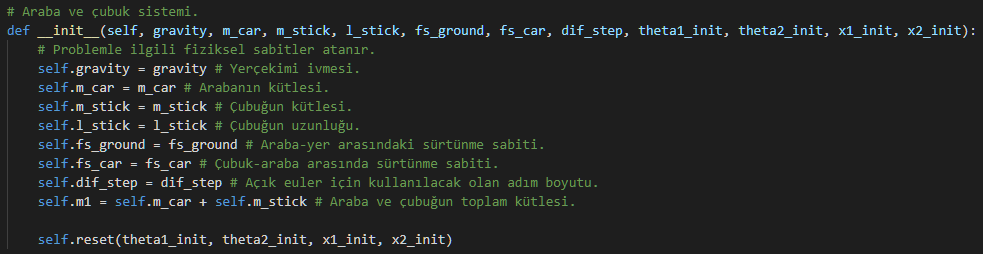 # Araba ve çubuk sistemi.
def __init__(self, gravity, m_car, m_stick, l_stick, fs_ground, fs_car, dif_step, theta1_init, theta2_init, x1_init, x2_init):
    # Problemle ilgili fiziksel sabitler atanır.
    self.gravity = gravity # Yerçekimi ivmesi.
    self.m_car = m_car # Arabanın kütlesi.
    self.m_stick = m_stick # Çubuğun kütlesi.
    self.l_stick = l_stick # Çubuğun uzunluğu.
    self.fs_ground = fs_ground # Araba-yer arasındaki sürtünme sabiti.
    self.fs_car = fs_car # Çubuk-araba arasında sürtünme sabiti.
    self.dif_step = dif_step # Açık euler için kullanılacak olan adım boyutu.
    self.m1 = self.m_car + self.m_stick # Araba ve çubuğun toplam kütlesi.
    self.reset(theta1_init, theta2_init, x1_init, x2_init)